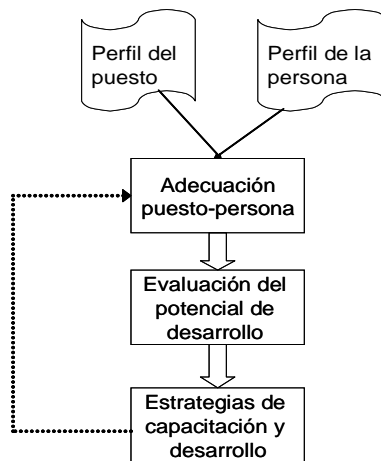 Perfil del
puesto
Perfil de la
persona
Adecuación
puesto-persona
Evaluación del
potencial de
desarrollo
Estrategias de
capacitación y
desarrollo